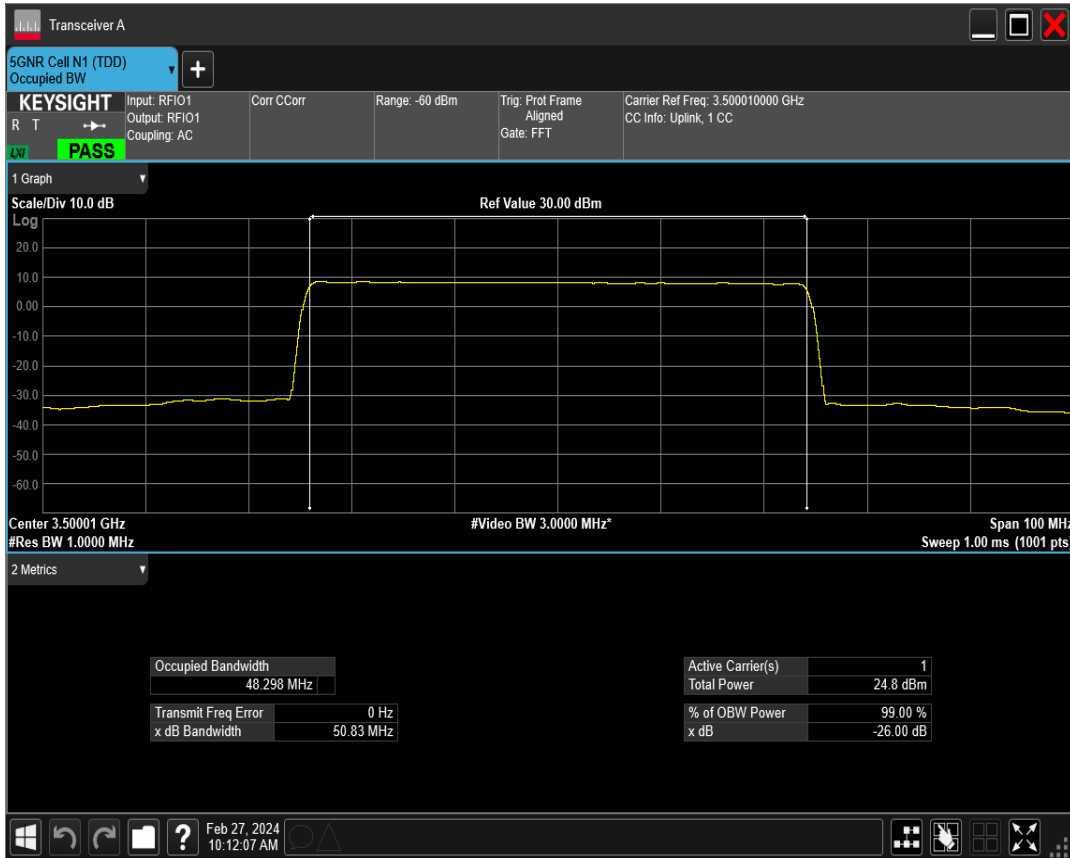 Transceiver A
5GNR Cell N1 (TDD)
Occupied BW
+
KEYSIGHT
R T
LXI
PASS
Input: RFIO1
Output: RFIO1
Coupling: AC
Corr CCorr
Range: -60 dBm
Trig: Prot Frame
Aligned
Gate: FFT
Carrier Ref Freq: 3.500010000 GHz
CC Info: Uplink, 1 CC
1 Graph
Scale/Div 10.0 dB
Ref Value 30.00 dBm
Log
20.0
10.0
0.00
-10.0
-20.0
-30.0
-40.0
-50.0
-60.0
Center 3.50001 GHz
#Video BW 3.0000 MHz*
Span 100 MHz
#Res BW 1.0000 MHz
Sweep 1.00 ms (1001 pts)
2 Metrics
Occupied Bandwidth
48.298 MHz
Transmit Freq Error 0 Hz
x dB Bandwidth 50.83 MHz
Active Carrier(s) 1
Total Power 24.8 dBm
% of OBW Power 99.00 %
x dB -26.00 dB
?
Feb 27, 2024
10:12:07 AM